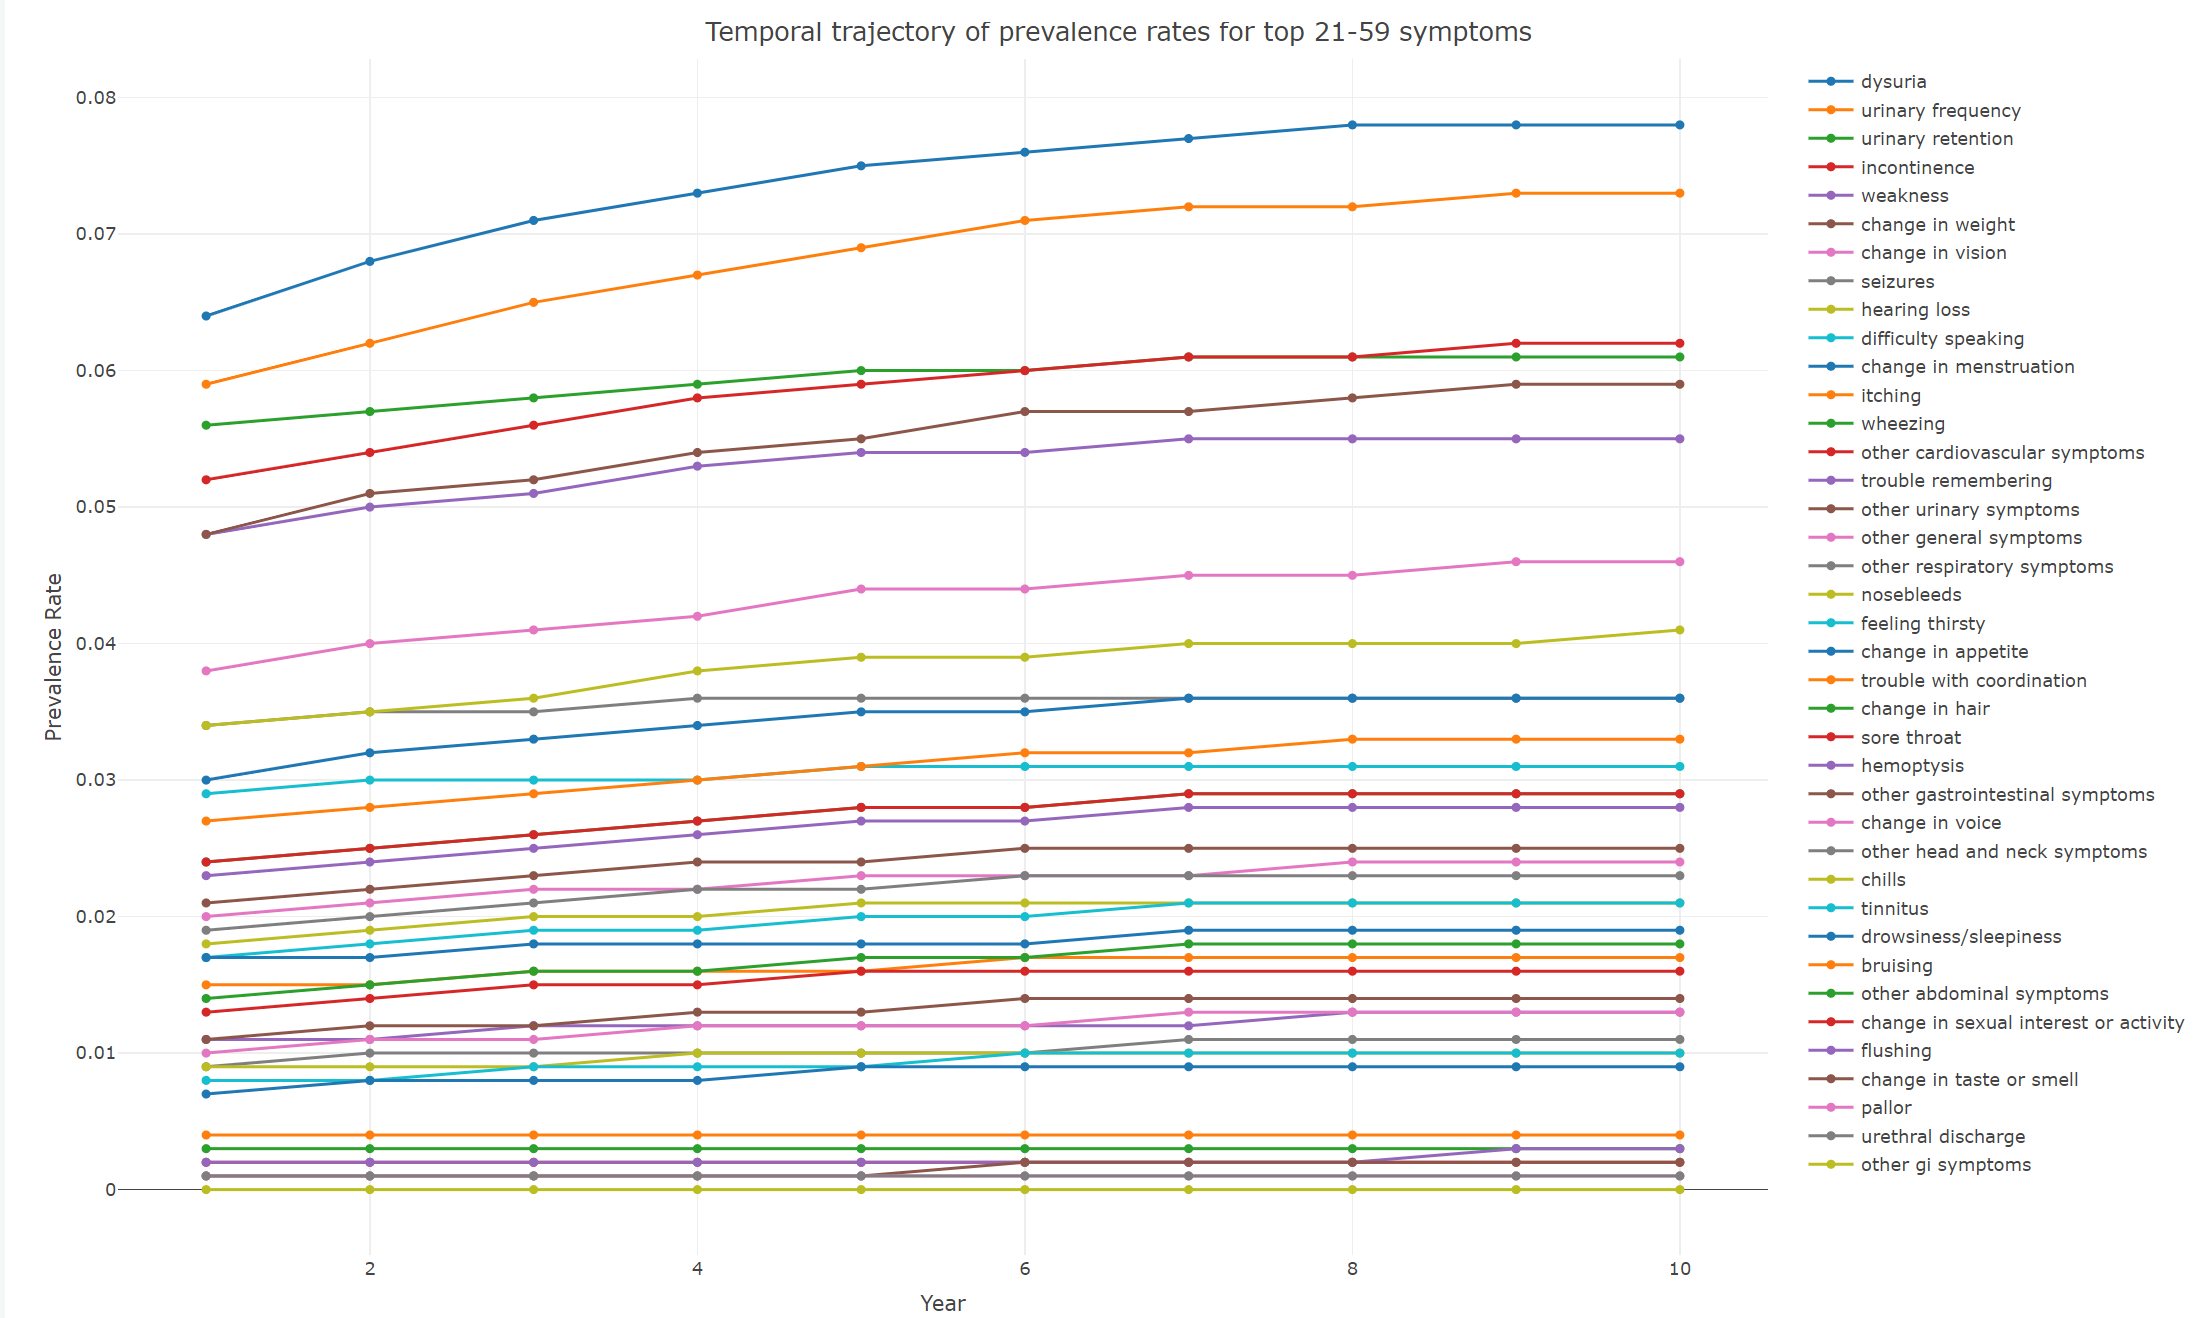 Temporal trajectory of prevalence rates for top 21-59 symptoms
0.08
0.07
0.06
0.05
0.04
0.03
0.02
0.01
0
Prevalence Rate
2
4
6
8
10
Year
dysuria
urinary frequency
urinary retention
incontinence
weakness
change in weight
change in vision
seizures
hearing loss
difficulty speaking
change in menstruation
itching
wheezing
other cardiovascular symptoms
trouble remembering
other urinary symptoms
other general symptoms
other respiratory symptoms
nosebleeds
feeling thirsty
change in appetite
trouble with coordination
change in hair
sore throat
hemoptysis
other gastrointestinal symptoms
change in voice
other head and neck symptoms
chills
tinnitus
drowsiness/sleepiness
bruising
other abdominal symptoms
change in sexual interest or activity
flushing
change in taste or smell
pallor
urethral discharge
other gi symptoms